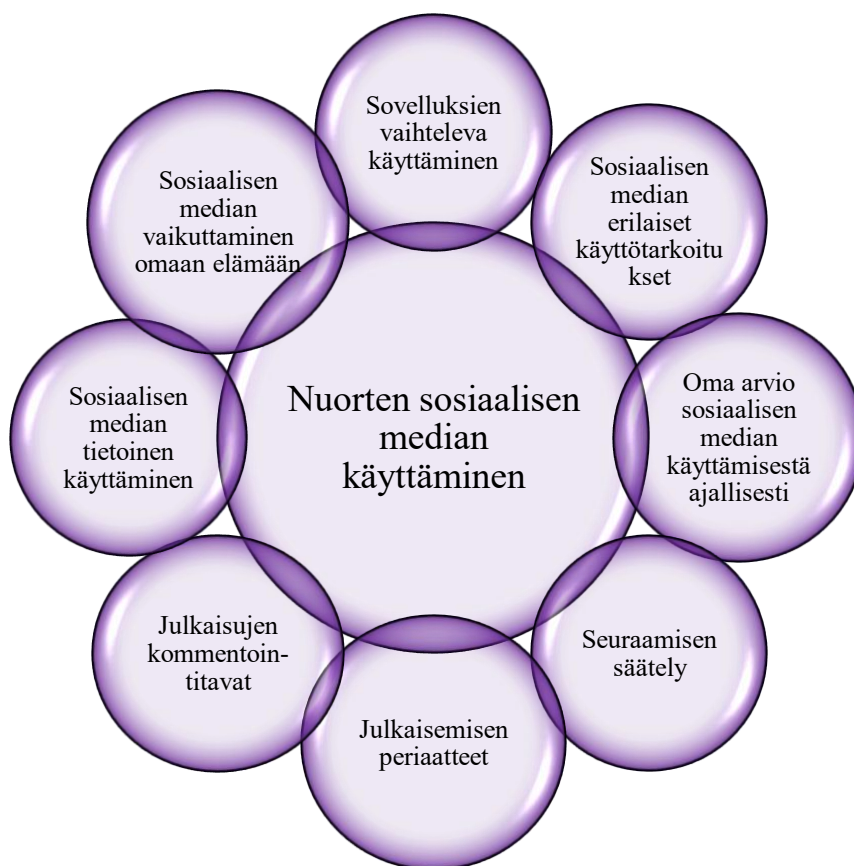 Sovelluksien
vaihteleva
käyttäminen
Sosiaalisen
median
erilaiset
käyttötarkoitu
kset
Oma arvio
sosiaalisen
median
käyttämisestä
ajallisesti
Seuraamisen
säätely
Julkaisemisen
periaatteet
Julkaisujen
kommentoin-
titavat
Sosiaalisen
median
tietoinen
käyttäminen
Sosiaalisen
median
vaikuttaminen
omaan elämään
Nuorten sosiaalisen
median
käyttäminen